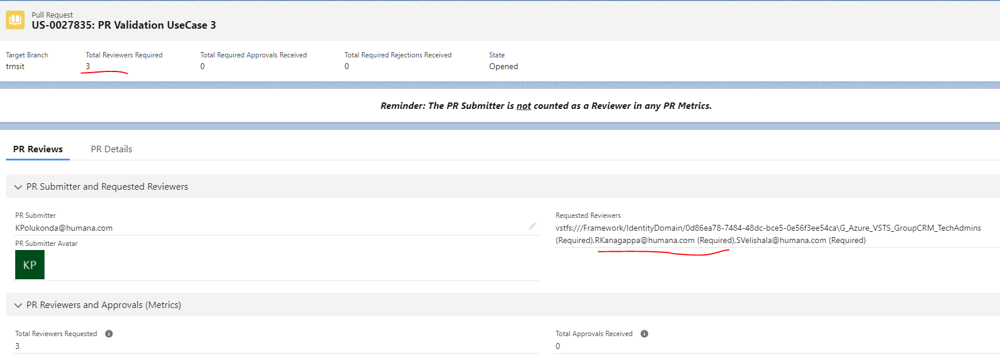 Pull Request
US-0027835: PR Validation UseCase 3
Target Branch
trnsit
Total Reviewers Required
3
Total Required Approvals Received
0
Total Required Rejections Received
0
State
Opened
Reminder: The PR Submitter is not counted as a Reviewer in any PR Metrics.
PR Reviews
PR Details
PR Submitter and Requested Reviewers
PR Submitter
KPolukonda@humana.com
PR Submitter Avatar
KP
Requested Reviewers
vstfs:///Framework/IdentityDomain/0d86ea78-7484-48dc-bce5-0e56f3ee54ca\G_Azure_VSTS_GroupCRM_TechAdmins
(Required),RKanagappa@humana.com (Required),SVelishala@humana.com (Required)
PR Reviewers and Approvals (Metrics)
Total Reviewers Requested
3
Total Approvals Received
0